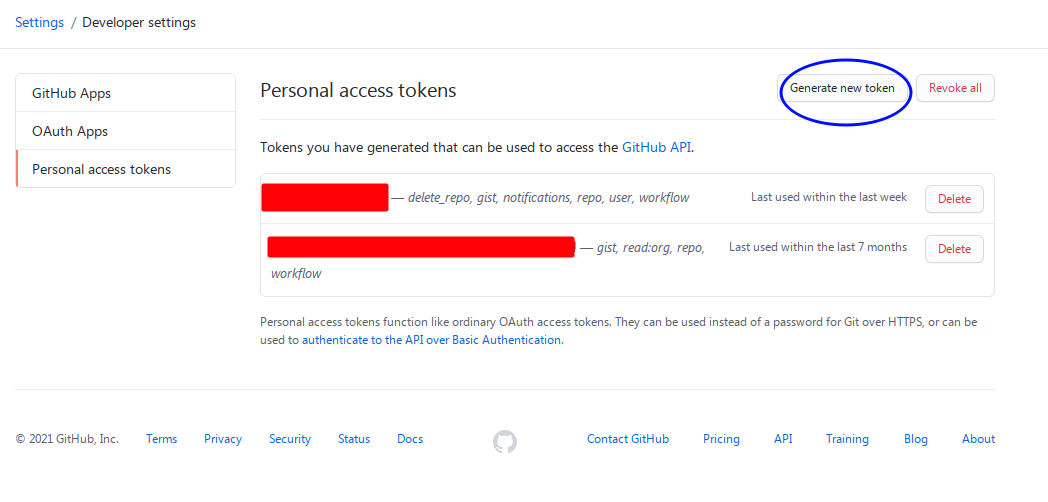 Settings / Developer settings
GitHub Apps
OAuth Apps
Personal access tokens
Personal access tokens
Generate new token
Revoke all
Tokens you have generated that can be used to access the GitHub API.
— delete_repo, gist, notifications, repo, user, workflow
Last used within the last week
Delete
— gist, read:org, repo,
workflow
Last used within the last 7 months
Delete
Personal access tokens function like ordinary OAuth access tokens. They can be used instead of a password for Git over HTTPS, or can be
used to authenticate to the API over Basic Authentication.
© 2021 GitHub, Inc. Terms Privacy Security Status Docs Contact GitHub Pricing API Training Blog About